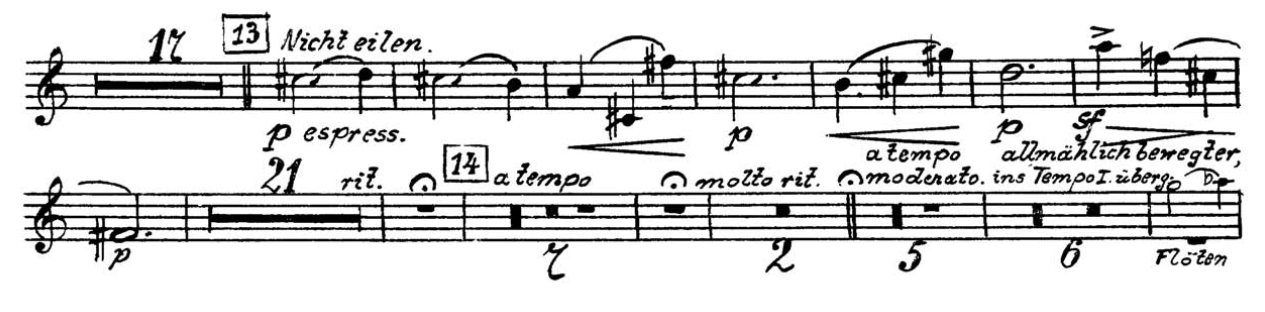 17 13 Nicht eilen.
p espress. p p sf
a tempo allmählich bewegter,
21 rit. 14 a tempo molto rit. moderato. ins Tempo I. überg.
p 7 2 5 6 Flöten